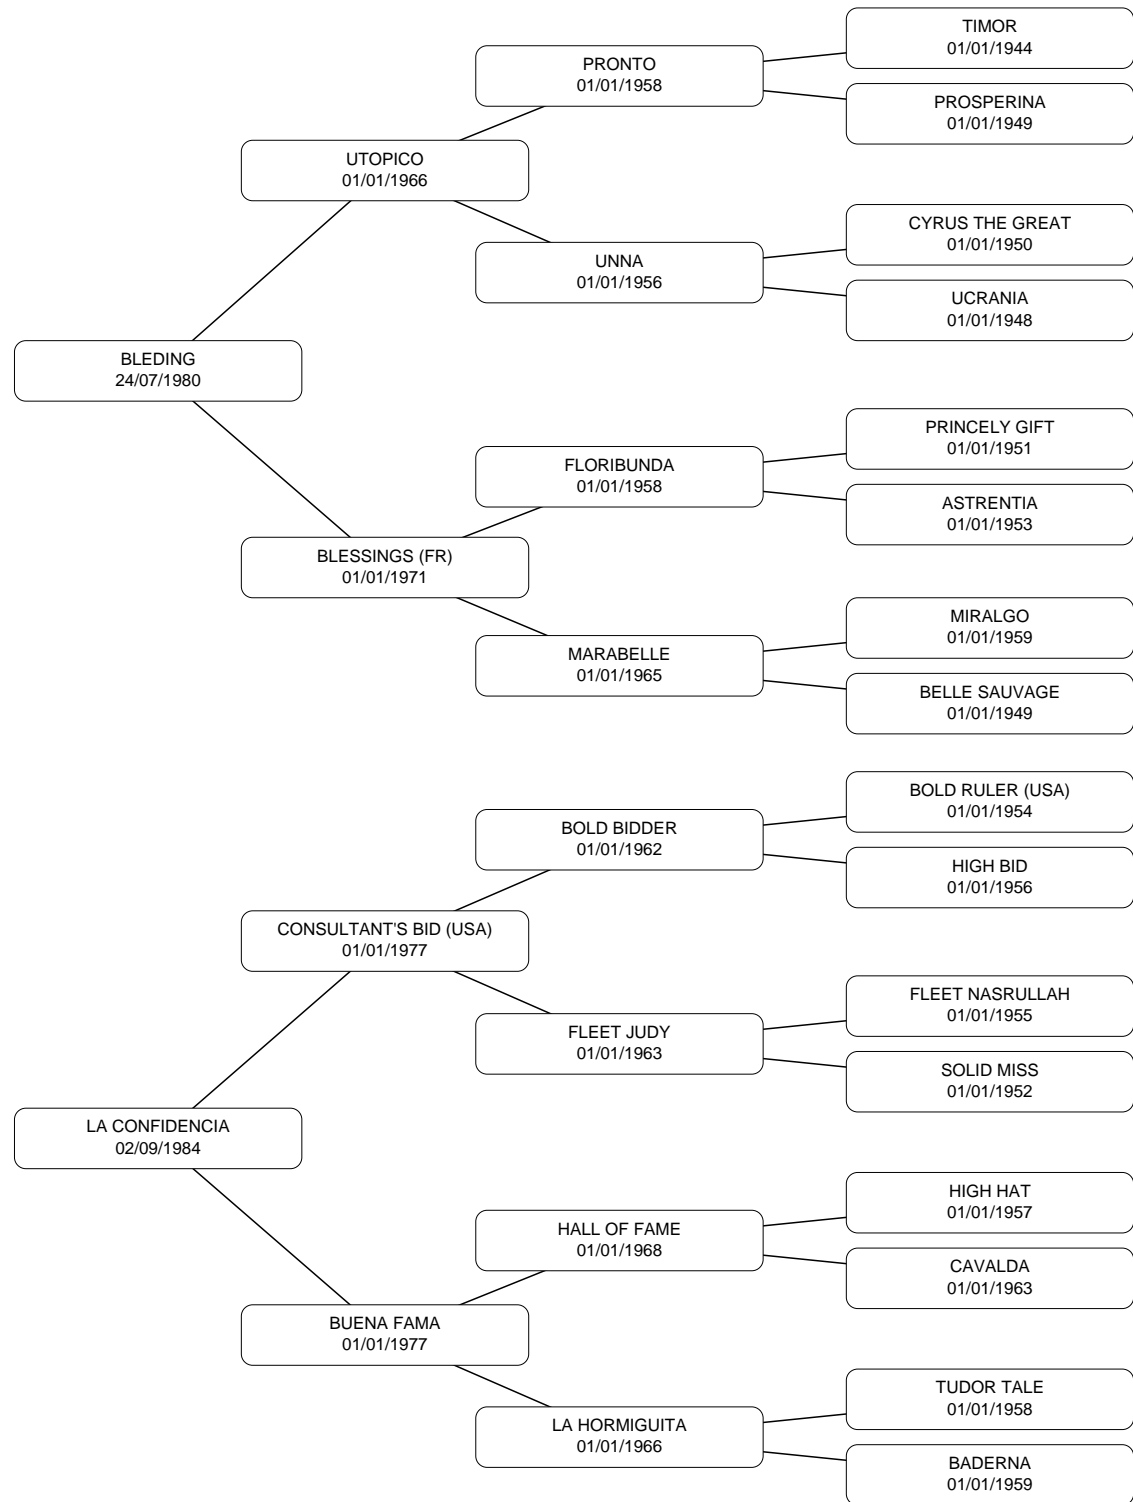 TIMOR
01/01/1944
PRONTO
01/01/1958
PROSPERINA
01/01/1949
UTOPICO
01/01/1966
CYRUS THE GREAT
01/01/1950
UNNA
01/01/1956
UCRANIA
01/01/1948
BLEDING
24/07/1980
PRINCELY GIFT
01/01/1951
FLORIBUNDA
01/01/1958
ASTRENTIA
01/01/1953
BLESSINGS (FR)
01/01/1971
MIRALGO
01/01/1959
MARABELLE
01/01/1965
BELLE SAUVAGE
01/01/1949
BOLD RULER (USA)
01/01/1954
BOLD BIDDER
01/01/1962
HIGH BID
01/01/1956
CONSULTANT'S BID (USA)
01/01/1977
FLEET NASRULLAH
01/01/1955
FLEET JUDY
01/01/1963
SOLID MISS
01/01/1952
LA CONFIDENCIA
02/09/1984
HIGH HAT
01/01/1957
HALL OF FAME
01/01/1968
CAVALDA
01/01/1963
BUENA FAMA
01/01/1977
TUDOR TALE
01/01/1958
LA HORMIGUITA
01/01/1966
BADERNA
01/01/1959